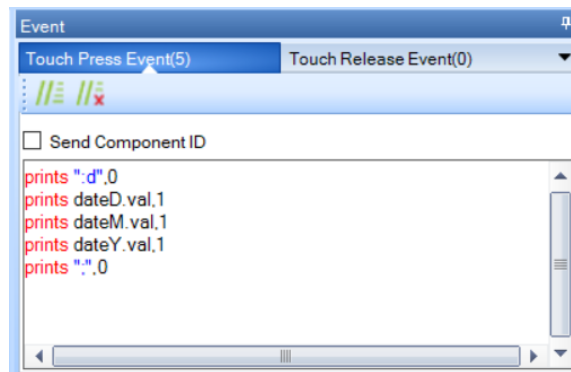 Event
Touch Press Event(5) Touch Release Event(0)
Send Component ID
prints ":d",0
prints dateD.val,1
prints dateM.val,1
prints dateY.val,1
prints ":",0